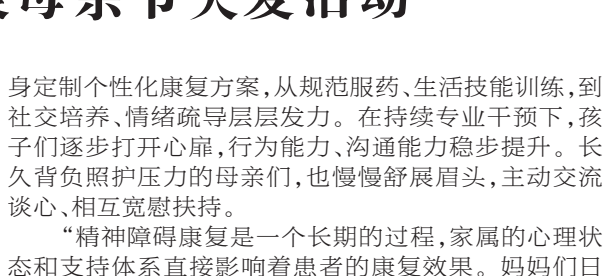 母亲节关爱活动
身定制个性化康复方案，从规范服药、生活技能训练，到
社交培养、情绪疏导层层发力。在持续专业干预下，孩
子们逐步打开心扉，行为能力、沟通能力稳步提升。长
久背负照护压力的母亲们，也慢慢舒展眉头，主动交流
谈心、相互宽慰扶持。
“精神障碍康复是一个长期的过程，家属的心理状
态和支持体系直接影响着患者的康复效果。妈妈们日